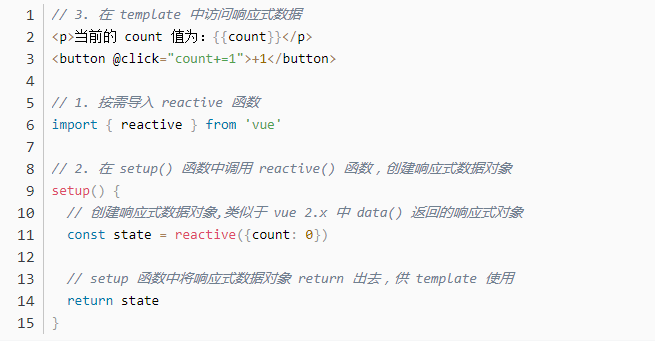 1 // 3. 在 template 中访问响应式数据
2 <p>当前的 count 值为：{{count}}</p>
3 <button @click="count+=1">+1</button>
4
5 // 1. 按需导入 reactive 函数
6 import { reactive } from 'vue'
7
8 // 2. 在 setup() 函数中调用 reactive() 函数，创建响应式数据对象
9 setup() {
10   // 创建响应式数据对象,类似于 vue 2.x 中 data() 返回的响应式对象
11   const state = reactive({count: 0})
12
13   // setup 函数中将响应式数据对象 return 出去，供 template 使用
14   return state
15 }